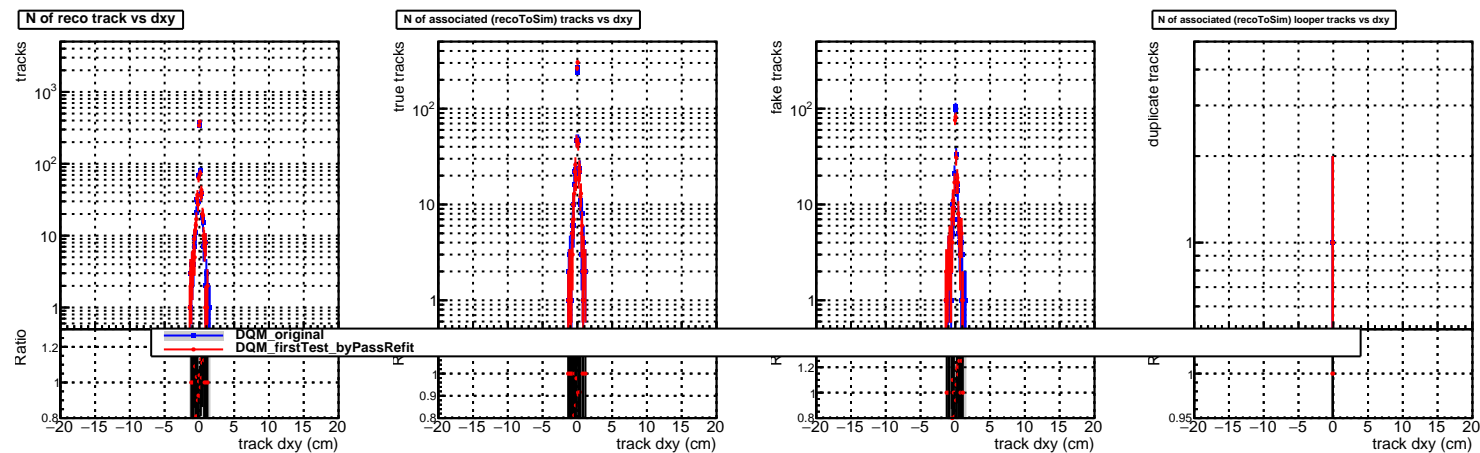 N of reco track vs dxy
N of associated (recoToSim) tracks vs dxy
N of associated (recoToSim) looper tracks vs dxy
tracks
10³
10²
10
1
Ratio
1.2
1
0.8
−20 −15 −10 −5 0 5 10 15 20
track dxy (cm)
true tracks
10²
10
1
1
0.9
0.8
−20 −15 −10 −5 0 5 10 15 20
track dxy (cm)
fake tracks
10²
10
1
1.2
1
0.8
−20 −15 −10 −5 0 5 10 15 20
track dxy (cm)
duplicate tracks
1
1
0.95
−20 −15 −10 −5 0 5 10 15 20
track dxy (cm)
DQM_original
DQM_firstTest_byPassRefit